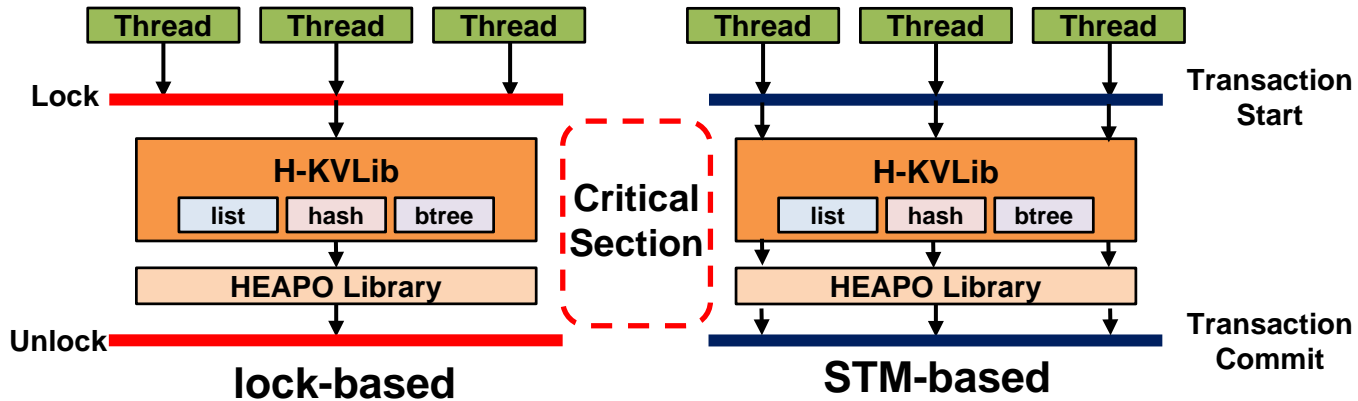 Thread Thread Thread
Lock
H-KVLib
list hash btree
HEAPO Library
Unlock
lock-based
Critical
Section
Thread Thread Thread
Transaction
Start
H-KVLib
list hash btree
HEAPO Library
Transaction
Commit
STM-based